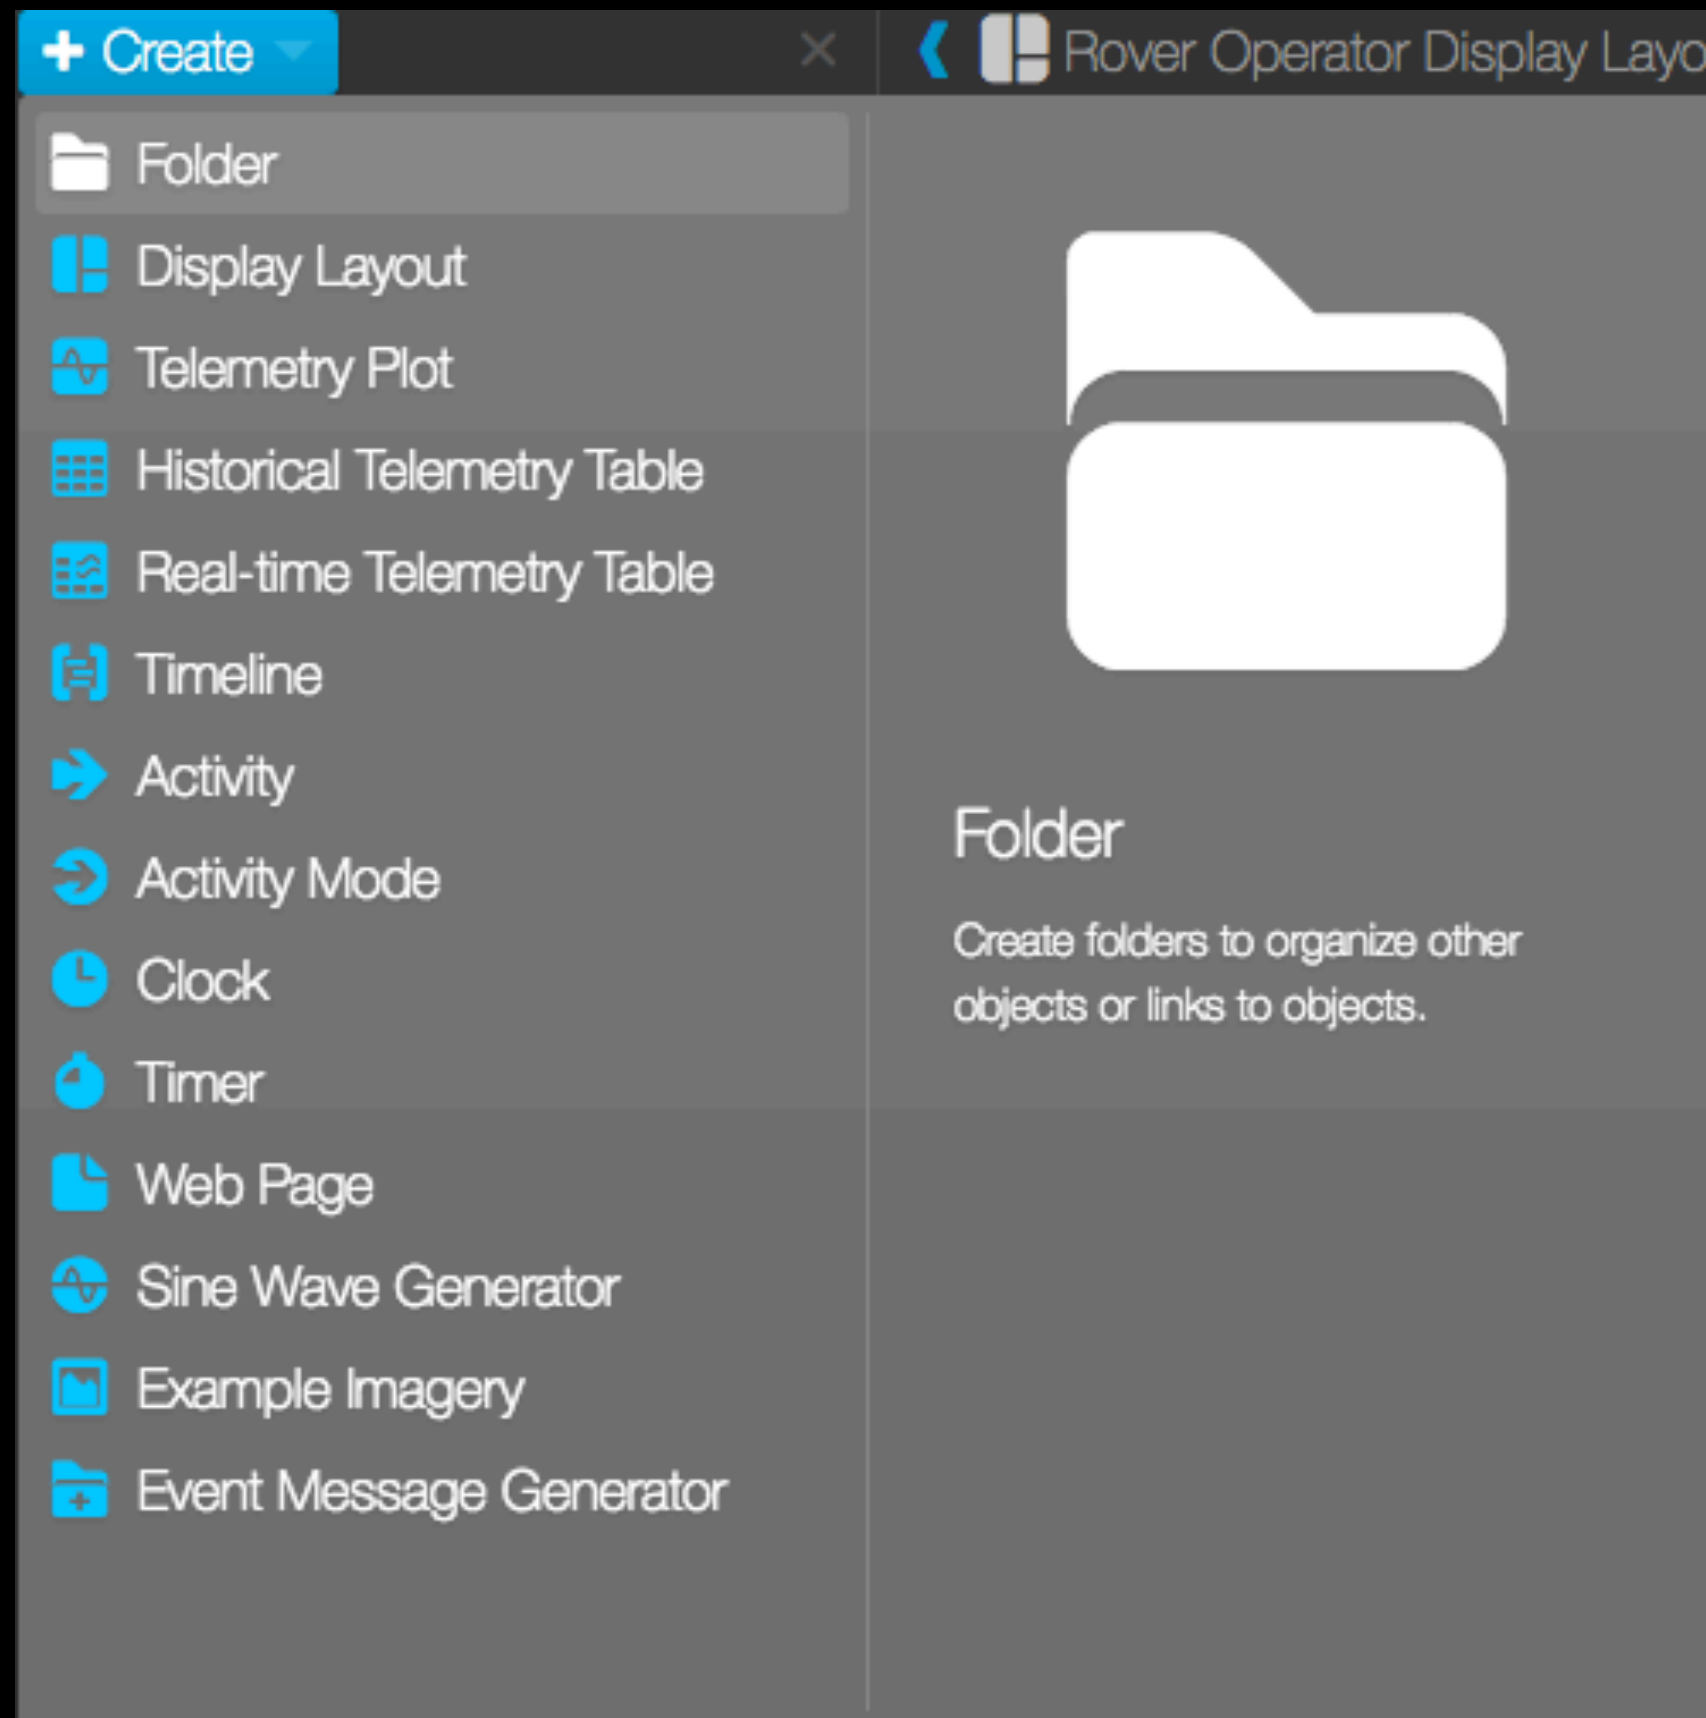 Create
Rover Operator Display Layo
Folder
Display Layout
Telemetry Plot
Historical Telemetry Table
Real-time Telemetry Table
Timeline
Activity
Activity Mode
Clock
Timer
Web Page
Sine Wave Generator
Example Imagery
Event Message Generator
Folder
Create folders to organize other
objects or links to objects.